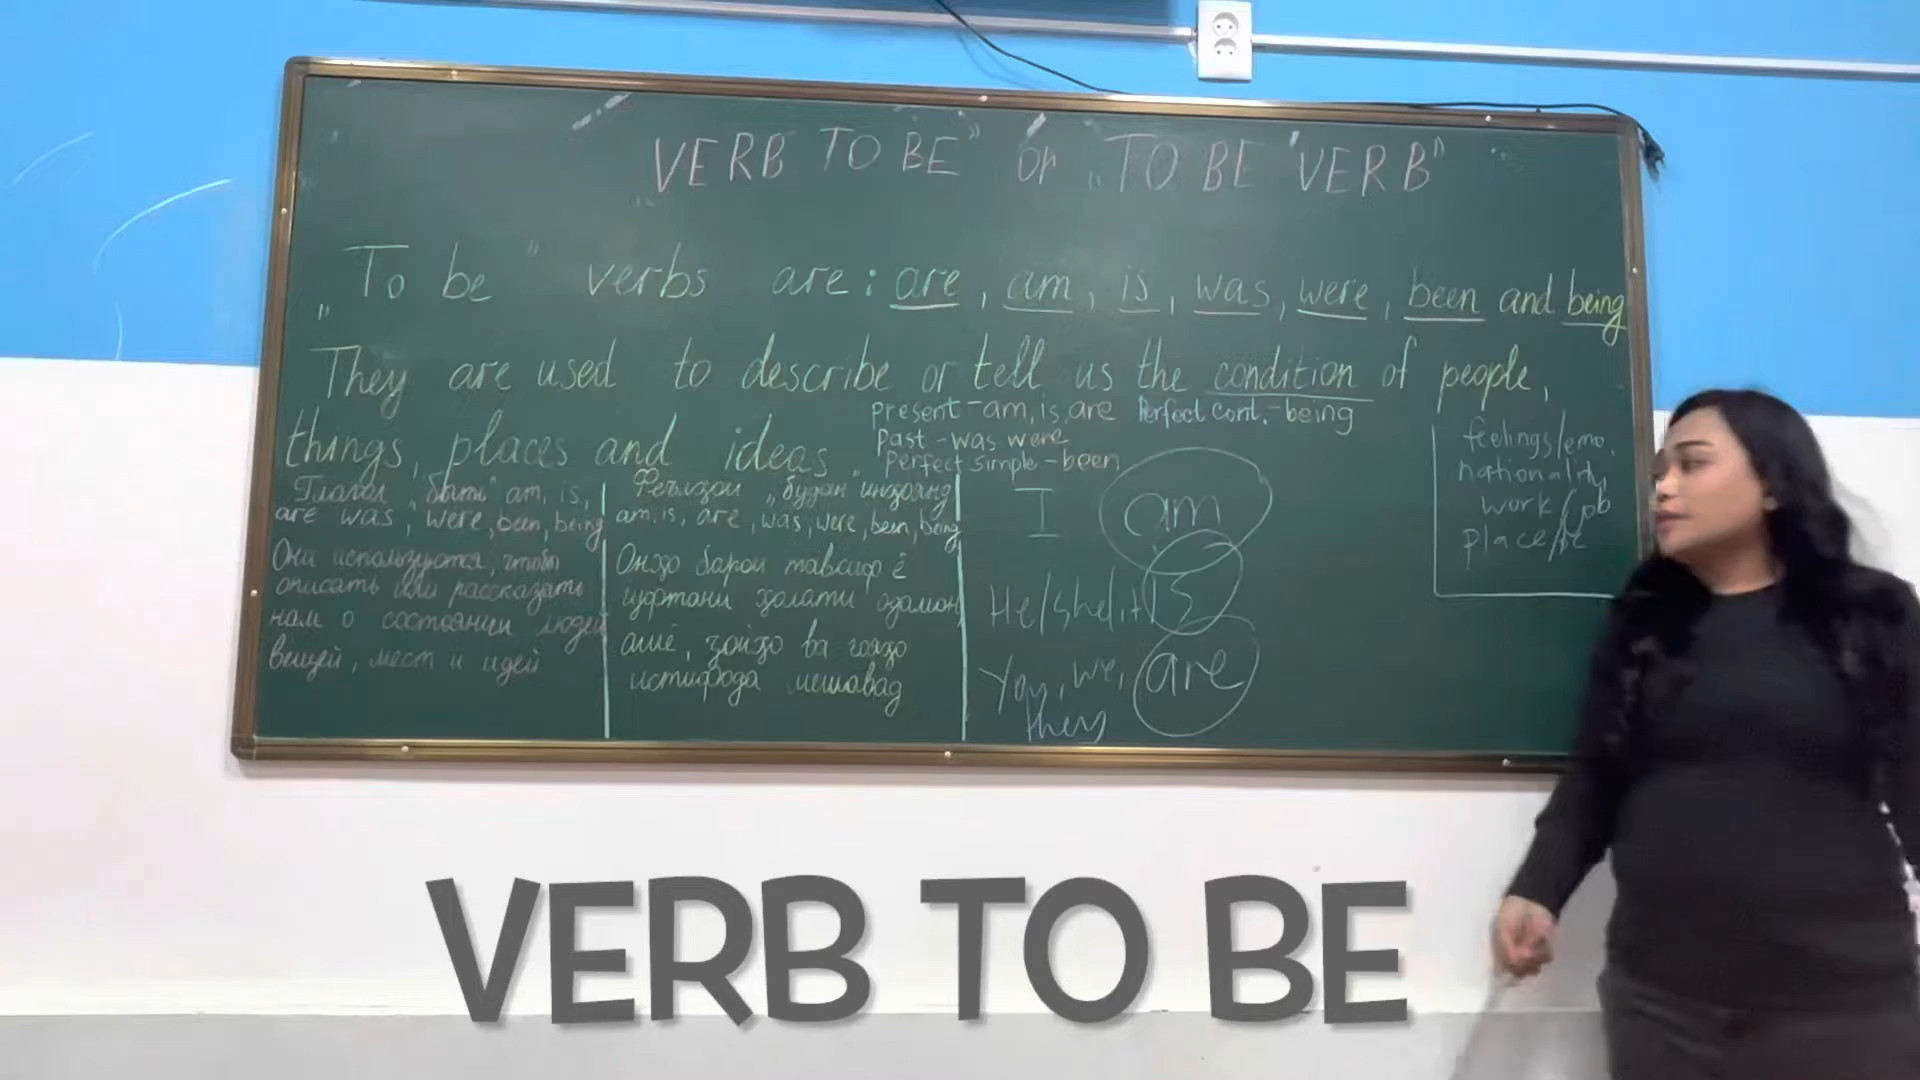 „VERB TO BE" or „TO BE "VERB"
„To be" verbs are: are, am, is, was, were, been and being
They are used to describe or tell us the condition of people,
things, places and ideas.
present - am, is, are Perfect cont. - being
Past - was were
Perfect simple - been
Глагол „быть" am, is,
are was, were, been, being
Они используются, чтобы
описать или рассказать
нам о состоянии людей
вещей, мест и идей
Феълҳои „будан" инҳоянд
am, is, are, was, were, been, being
Онҳо барои тавсиф ё
гуфтани ҳолати одамон
ашё, ҷойҳо ва ғояҳо
истифода мешавад
I am
He/she/it is
You, we, are
they
feelings/emo.
nationality,
work/job
place/
VERB TO BE